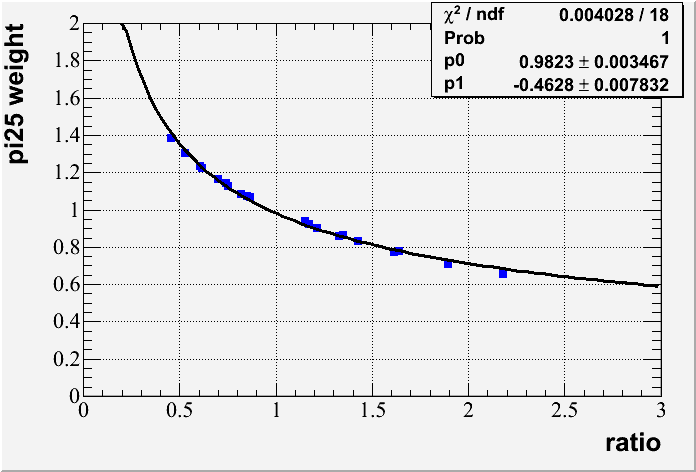 χ² / ndf 0.004028 / 18
Prob 1
p0 0.9823 ± 0.003467
p1 -0.4628 ± 0.007832
pi25 weight
2
1.8
1.6
1.4
1.2
1
0.8
0.6
0.4
0.2
0
0 0.5 1 1.5 2 2.5 3
ratio